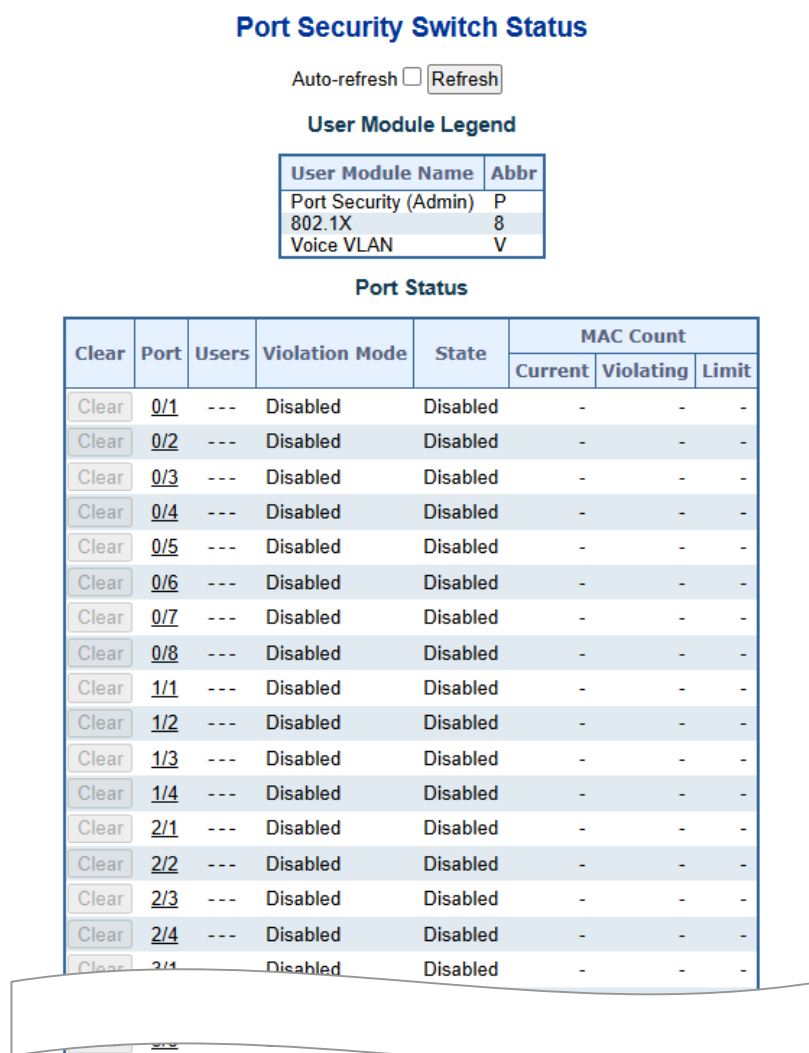 Port Security Switch Status
Auto-refresh Refresh
User Module Legend
User Module Name Abbr
Port Security (Admin) P
802.1X 8
Voice VLAN V
Port Status
Clear Port Users Violation Mode State MAC Count
Current Violating Limit
Clear 0/1 --- Disabled Disabled - - -
Clear 0/2 --- Disabled Disabled - - -
Clear 0/3 --- Disabled Disabled - - -
Clear 0/4 --- Disabled Disabled - - -
Clear 0/5 --- Disabled Disabled - - -
Clear 0/6 --- Disabled Disabled - - -
Clear 0/7 --- Disabled Disabled - - -
Clear 0/8 --- Disabled Disabled - - -
Clear 1/1 --- Disabled Disabled - - -
Clear 1/2 --- Disabled Disabled - - -
Clear 1/3 --- Disabled Disabled - - -
Clear 1/4 --- Disabled Disabled - - -
Clear 2/1 --- Disabled Disabled - - -
Clear 2/2 --- Disabled Disabled - - -
Clear 2/3 --- Disabled Disabled - - -
Clear 2/4 --- Disabled Disabled - - -
Clear 3/1 --- Disabled Disabled - - -